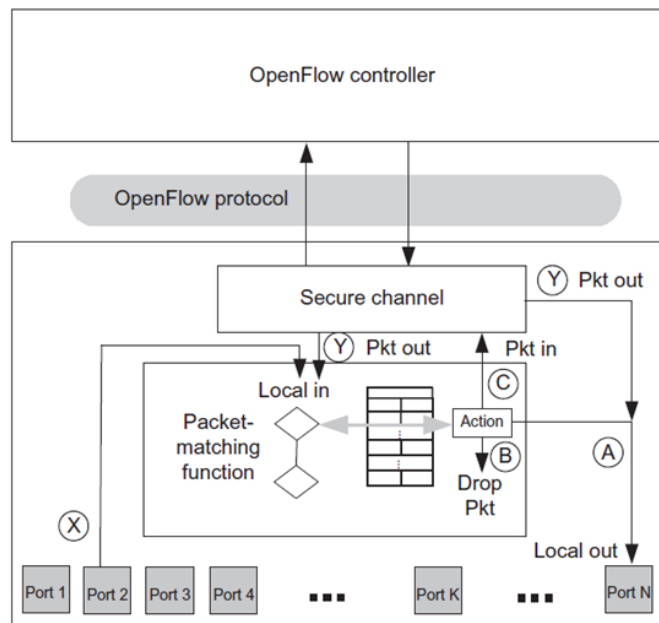 OpenFlow controller
OpenFlow protocol
Secure channel
Y Pkt out
Y Pkt out
Pkt in
Local in
C
Packet-
matching
function
Action
B
A
Drop
Pkt
X
Local out
Port 1
Port 2
Port 3
Port 4
Port K
Port N